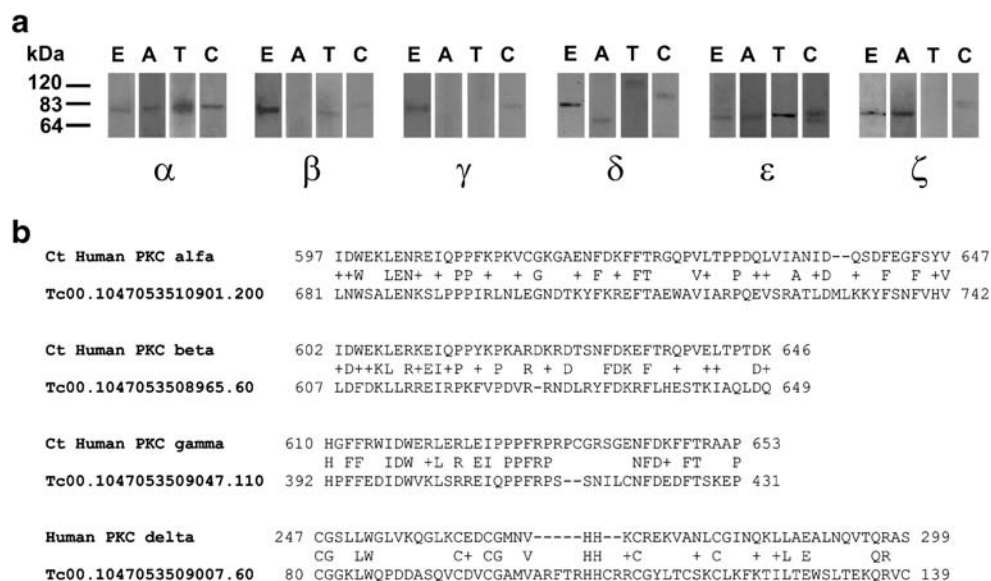 a
kDa E A T C E A T C E A T C E A T C E A T C E A T C
120
83
64
α β γ δ ε ζ
b
Ct Human PKC alfa 597 IDWEKLENREIQPPFKPKVCGKGAENFDKFFTRGQPVLTPPDQLVIANID--QSDFEGFSYV 647
++W LEN+ + PP + + G + F + FT V+ P ++ A +D + F F +V
Tc00.1047053510901.200 681 LNWSALENKSLPPPIRLNLEGNDTKYFKREFTAEWAVIARPQEVSRATLDMLKKYFSNFVHV 742
Ct Human PKC beta 602 IDWEKLERKEIQPPYKPKARDKRDTSNFDKEFTRQPVELTPTDK 646
+D++KL R+EI+P + P R + D FDK F + ++ D+
Tc00.1047053508965.60 607 LDFDKLLRREIRPKFVPDVR-RNDLRYFDKRFLHESTKIAQLDQ 649
Ct Human PKC gamma 610 HGFFRWIDWERLERLEIPPPFRPRPCGRSGENFDKFFTRAAP 653
H FF IDW +L R EI PPFRP NFD+ FT P
Tc00.1047053509047.110 392 HPFFEDIDWVKLSRREIQPPFRPS--SNILCNFDEDFTSKEP 431
Human PKC delta 247 CGSLLWGLVKQGLKCEDCGMNV-----HH--KCREKVANLCGINQKLLAEALNQVTQRAS 299
CG LW C+ CG V HH +C + C + +L E QR
Tc00.1047053509007.60 80 CGGKLWQPDDASQVCDVCGAMVARFTRHHCRRCGYLTCSKCLKFKTILTEWSLTEKQRVC 139